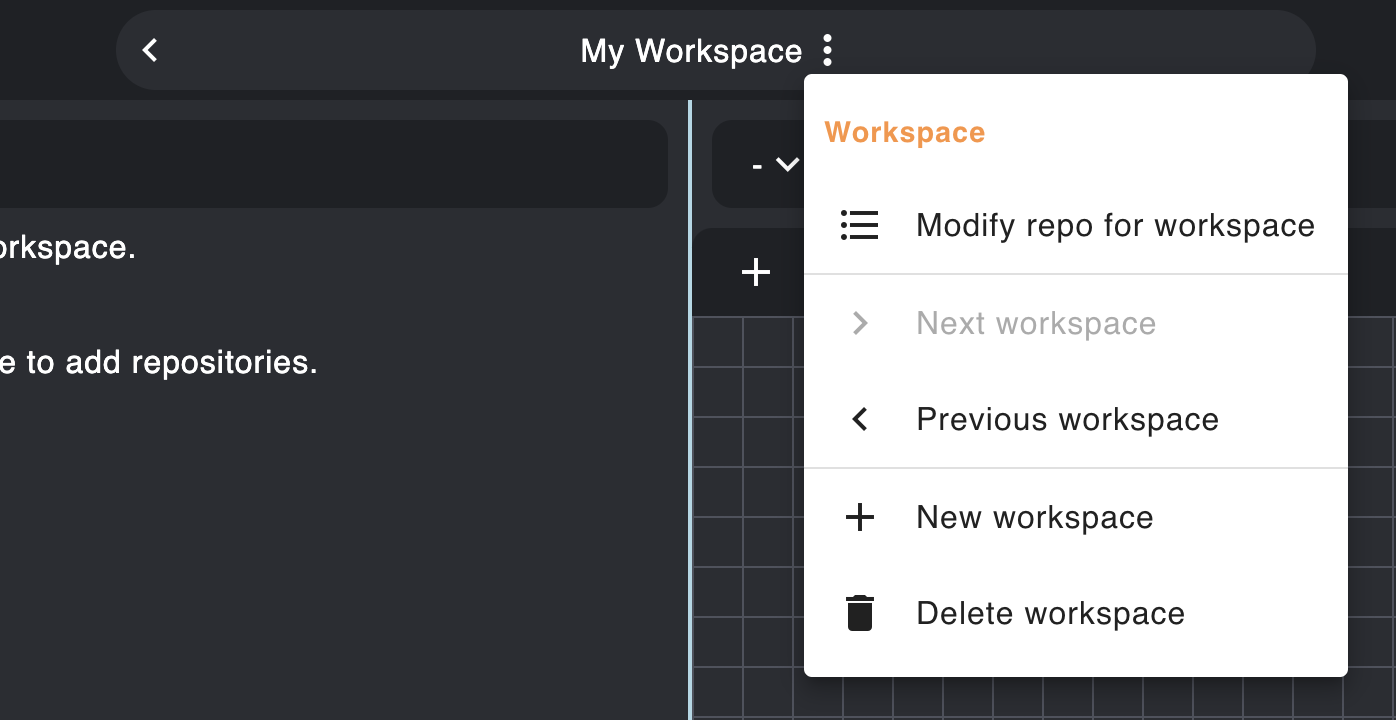 My Workspace
Workspace
-
Modify repo for workspace
orkspace.
Next workspace
e to add repositories.
Previous workspace
New workspace
Delete workspace